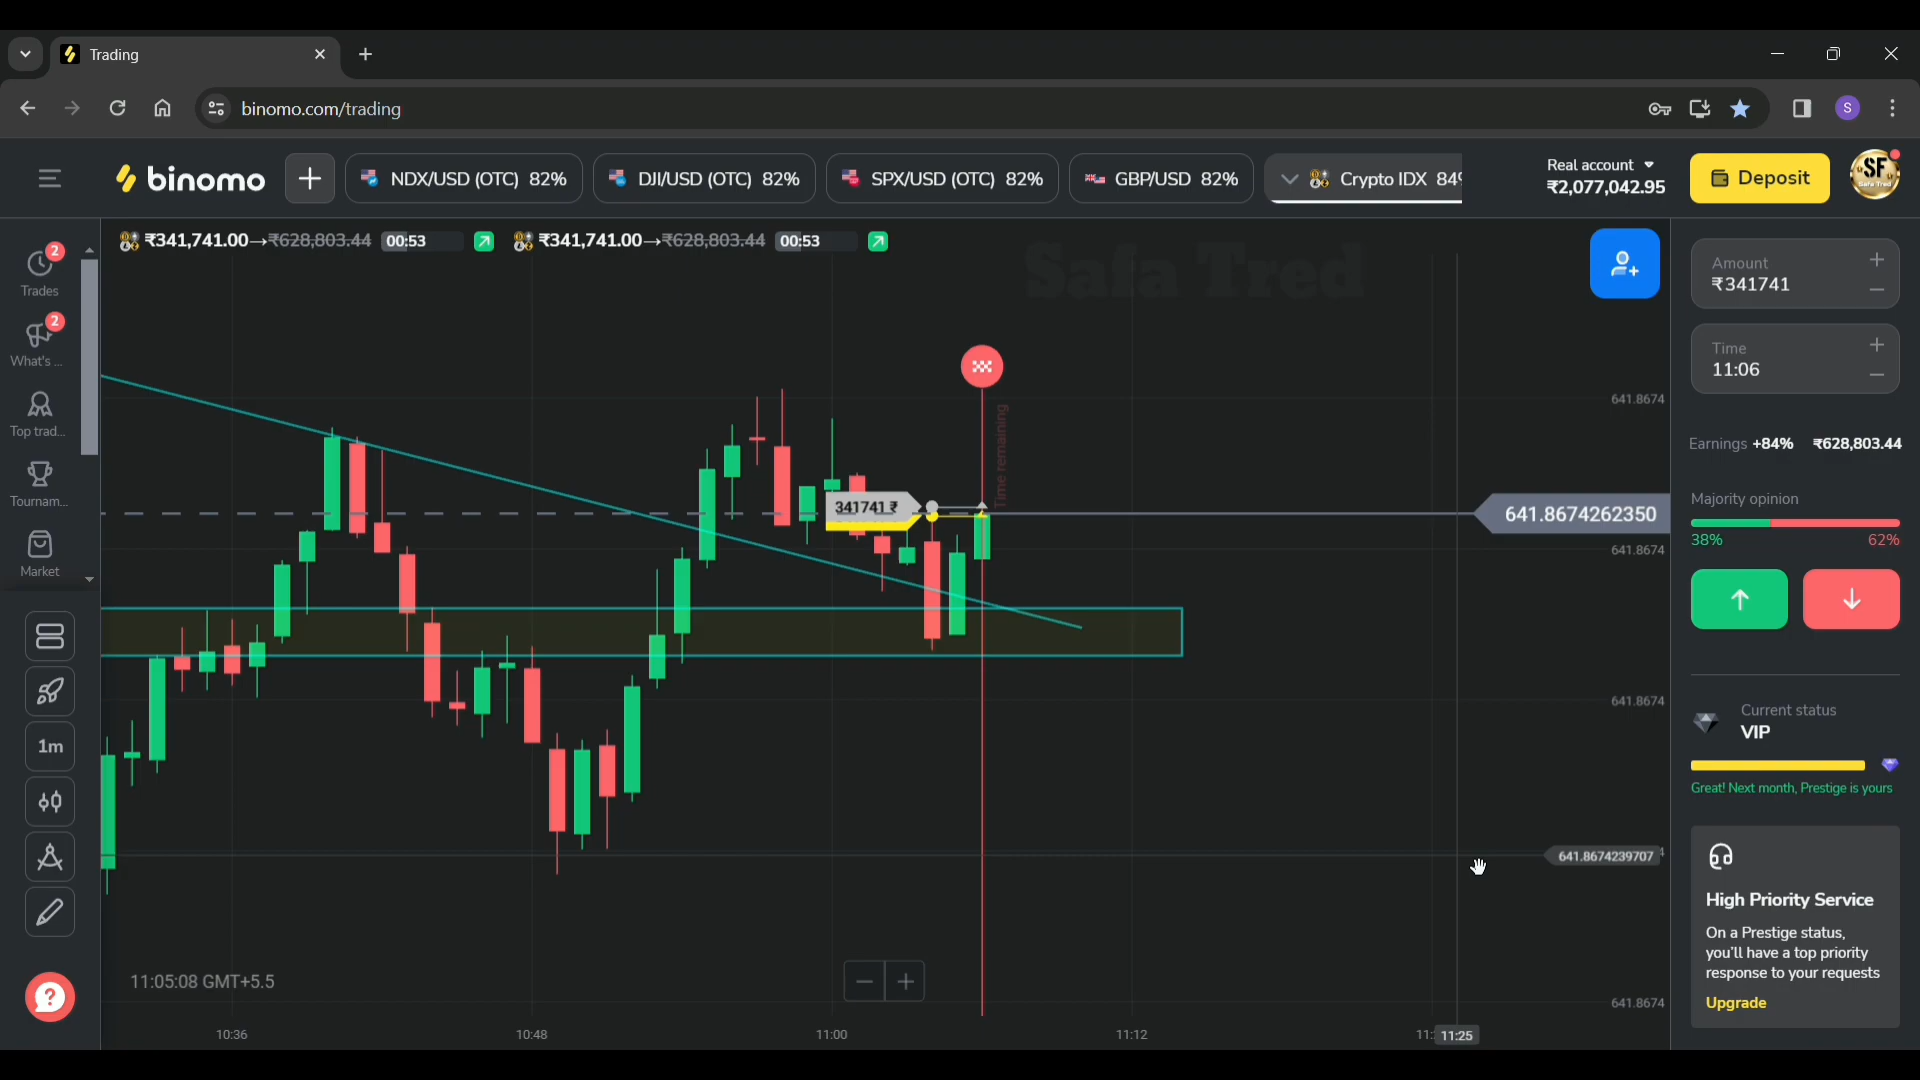 Trading
binomo.com/trading
S
binomo
NDX/USD (OTC) 82%
DJI/USD (OTC) 82%
SPX/USD (OTC) 82%
GBP/USD 82%
Crypto IDX 84%
Real account
₹2,077,042.95
Deposit
SF
Safa Tred
₹341,741.00→₹628,803.44 00:53
₹341,741.00→₹628,803.44 00:53
Safa Tred
2
Trades
2
What's ...
Top trad...
Tournam...
Market
1m
341741 ₹
Time remaining
641.8674
641.8674262350
641.8674
641.8674
641.8674239707
641.8674
11:05:08 GMT+5.5
10:36
10:48
11:00
11:12
11:25
Amount
₹341741
Time
11:06
Earnings +84% ₹628,803.44
Majority opinion
38% 62%
Current status
VIP
Great! Next month, Prestige is yours
High Priority Service
On a Prestige status,
you'll have a top priority
response to your requests
Upgrade